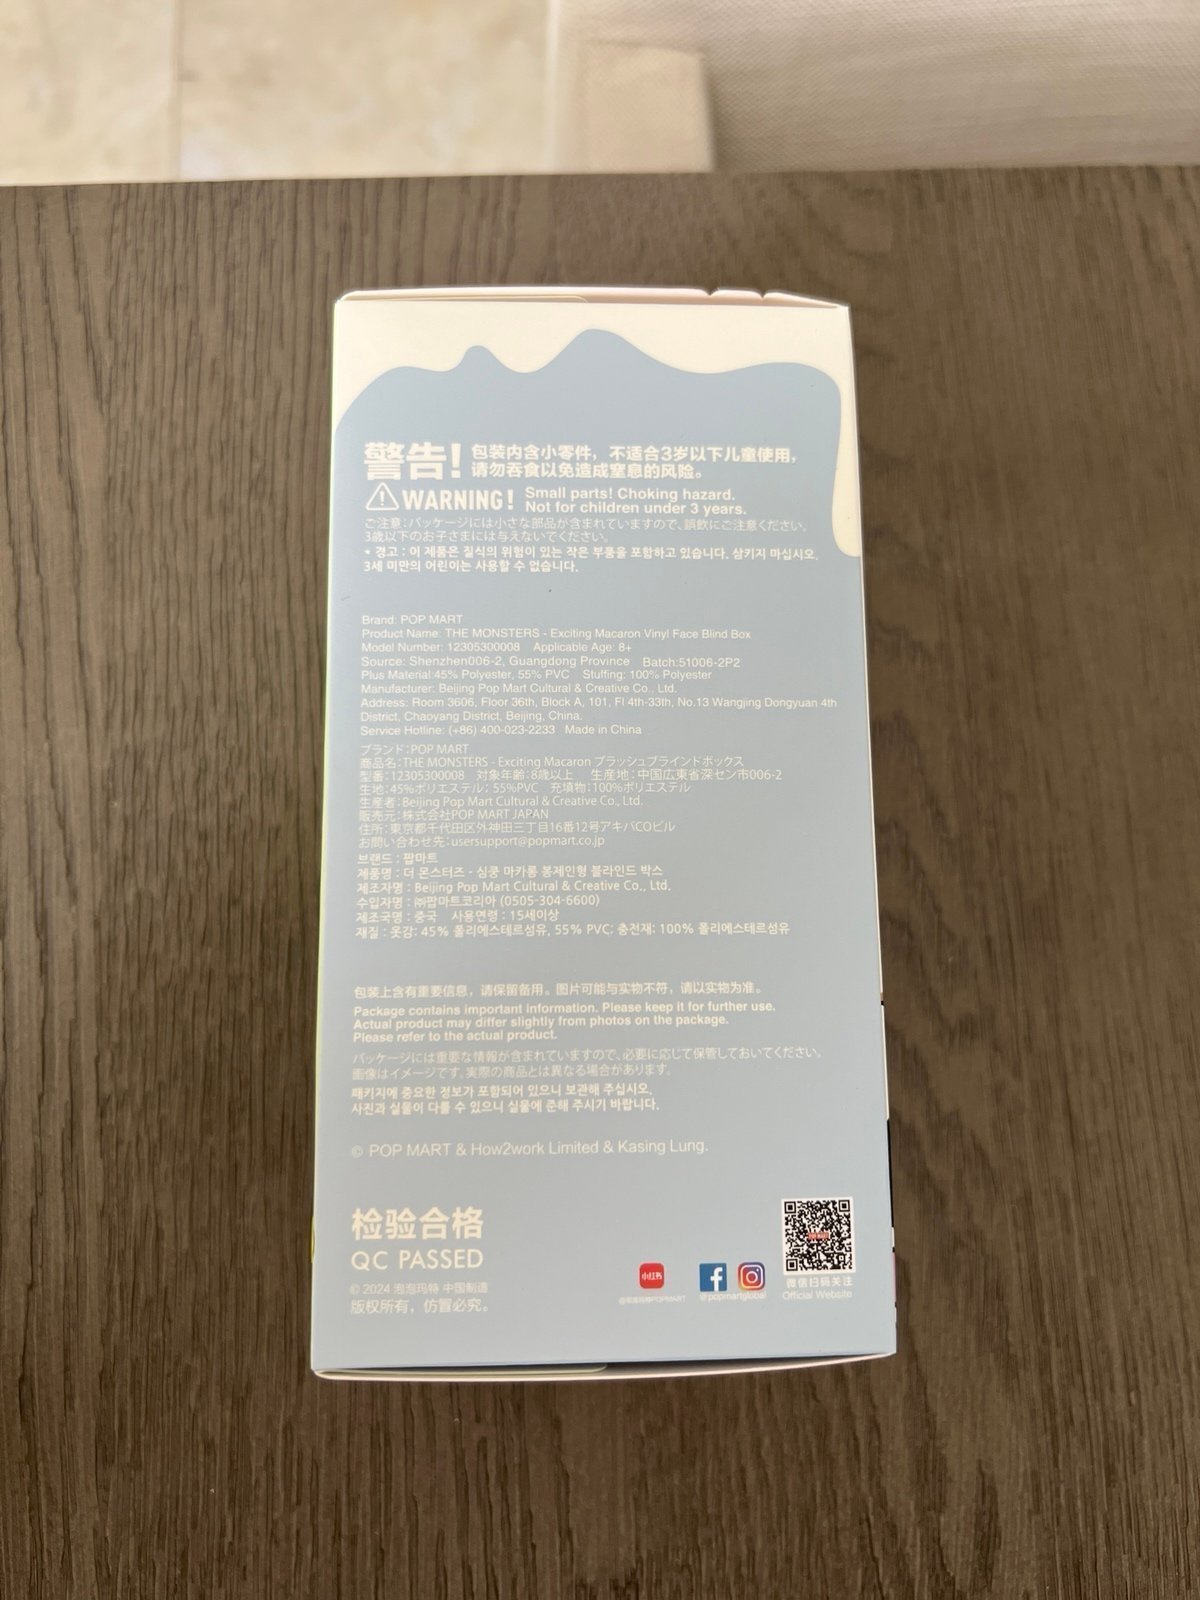 警告!
包装内含小零件，不适合3岁以下儿童使用，
请勿吞食以免造成窒息的风险。
WARNING!
Small parts! Choking hazard.
Not for children under 3 years.
ご注意:パッケージには小さな部品が含まれていますので、誤飲にご注意ください。
3歳以下のお子さまには与えないでください。
* 경고 : 이 제품은 질식의 위험이 있는 작은 부품을 포함하고 있습니다. 삼키지 마십시오.
3세 미만의 어린이는 사용할 수 없습니다.
Brand: POP MART
Product Name: THE MONSTERS - Exciting Macaron Vinyl Face Blind Box
Model Number: 12305300008 Applicable Age: 8+
Source: Shenzhen006-2, Guangdong Province Batch:51006-2P2
Plus Material:45% Polyester, 55% PVC Stuffing: 100% Polyester
Manufacturer: Beijing Pop Mart Cultural & Creative Co., Ltd.
Address: Room 3606, Floor 36th, Block A, 101, Fl 4th-33th, No.13 Wangjing Dongyuan 4th
District, Chaoyang District, Beijing, China.
Service Hotline: (+86) 400-023-2233 Made in China
ブランド:POP MART
商品名:THE MONSTERS - Exciting Macaron プラッシュブラインドボックス
型番:12305300008 対象年齢:8歳以上 生産地:中国広東省深セン市006-2
生地:45%ポリエステル; 55%PVC 充填物:100%ポリエステル
生産者:Beijing Pop Mart Cultural & Creative Co., Ltd.
販売元:株式会社POP MART JAPAN
住所:東京都千代田区外神田三丁目16番12号アキバCOビル
お問い合わせ先:usersupport@popmart.co.jp
브랜드 : 팝마트
제품명 : 더 몬스터즈 - 심쿵 마카롱 봉제인형 블라인드 박스
제조자명 : Beijing Pop Mart Cultural & Creative Co., Ltd.
수입자명 : ㈜팝마트코리아 (0505-304-6600)
제조국명 : 중국 사용연령 : 15세이상
재질 : 옷감: 45% 폴리에스테르섬유, 55% PVC; 충전재: 100% 폴리에스테르섬유
包装上含有重要信息，请保留备用。图片可能与实物不符，请以实物为准。
Package contains important information. Please keep it for further use.
Actual product may differ slightly from photos on the package.
Please refer to the actual product.
パッケージには重要な情報が含まれていますので、必要に応じて保管しておいてください。
画像はイメージです。実際の商品とは異なる場合があります。
패키지에 중요한 정보가 포함되어 있으니 보관해 주십시오.
사진과 실물이 다를 수 있으니 실물에 준해 주시기 바랍니다.
© POP MART & How2work Limited & Kasing Lung.
检验合格
QC PASSED
© 2024 泡泡玛特 中国制造
版权所有，仿冒必究。
小红书
@泡泡玛特POPMART
@popmartglobal
POP MART
微信扫码关注
Official Website